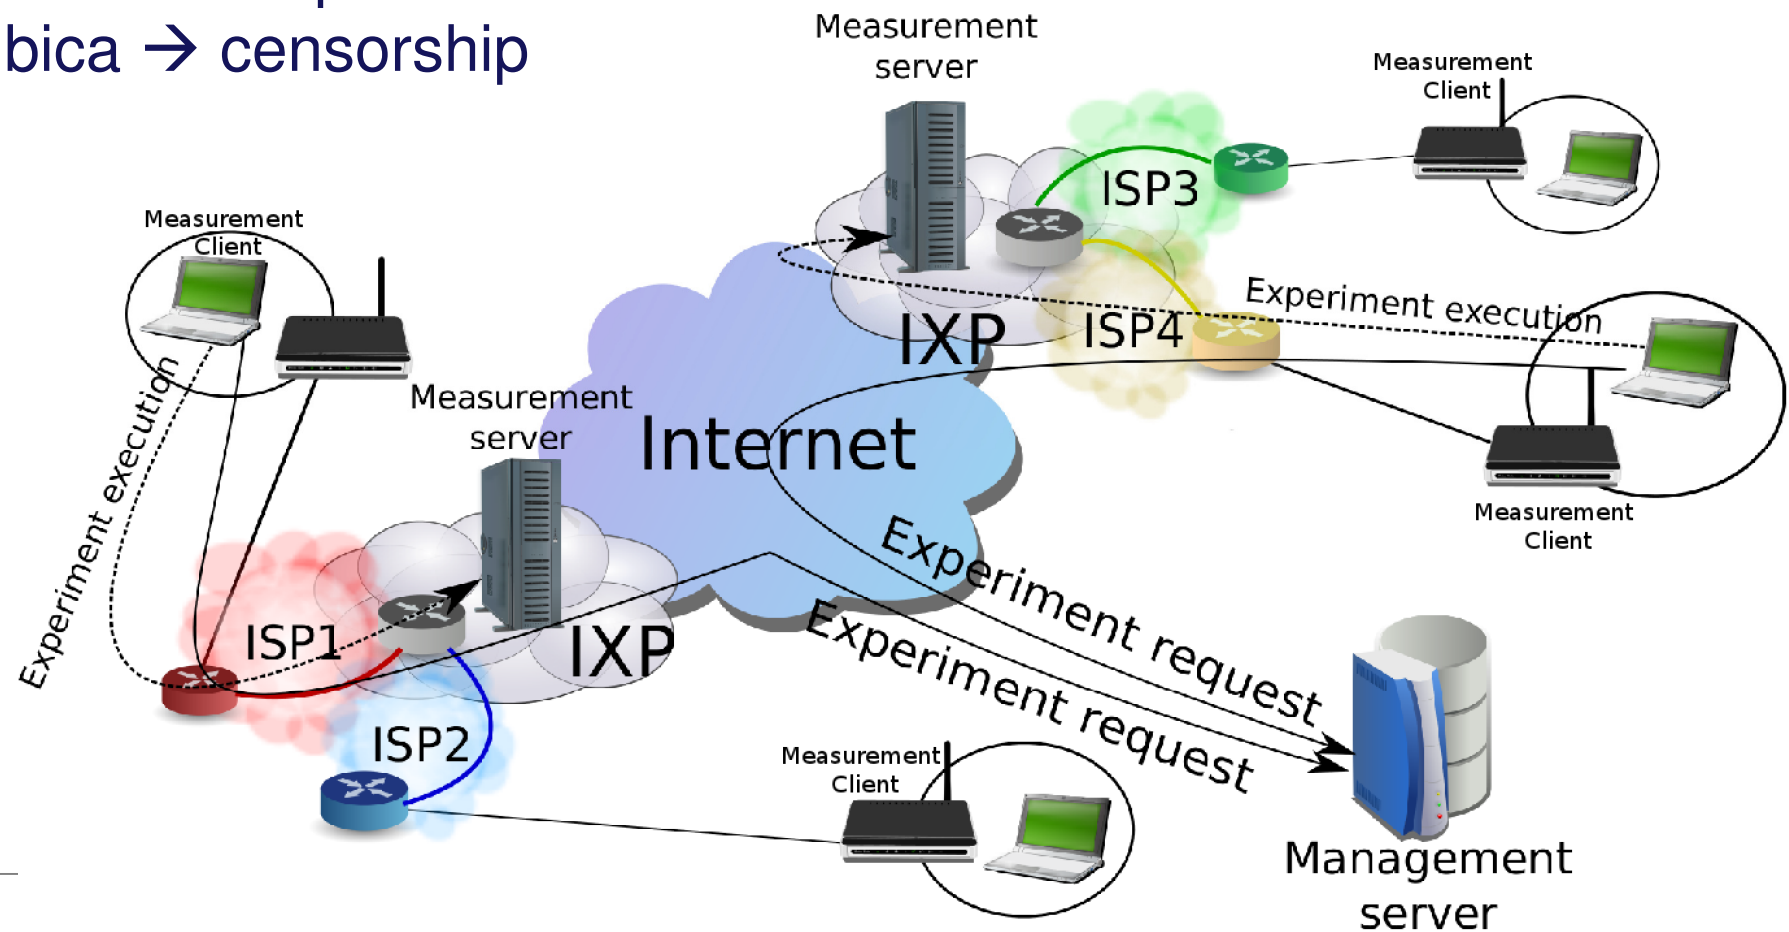 bica → censorship
Measurement
server
Measurement
Client
ISP3
Measurement
Client
IXP
ISP4
Experiment execution
Measurement
server
Internet
Experiment execution
Measurement
Client
ISP1
IXP
Experiment request
Experiment request
ISP2
Measurement
Client
Management
server